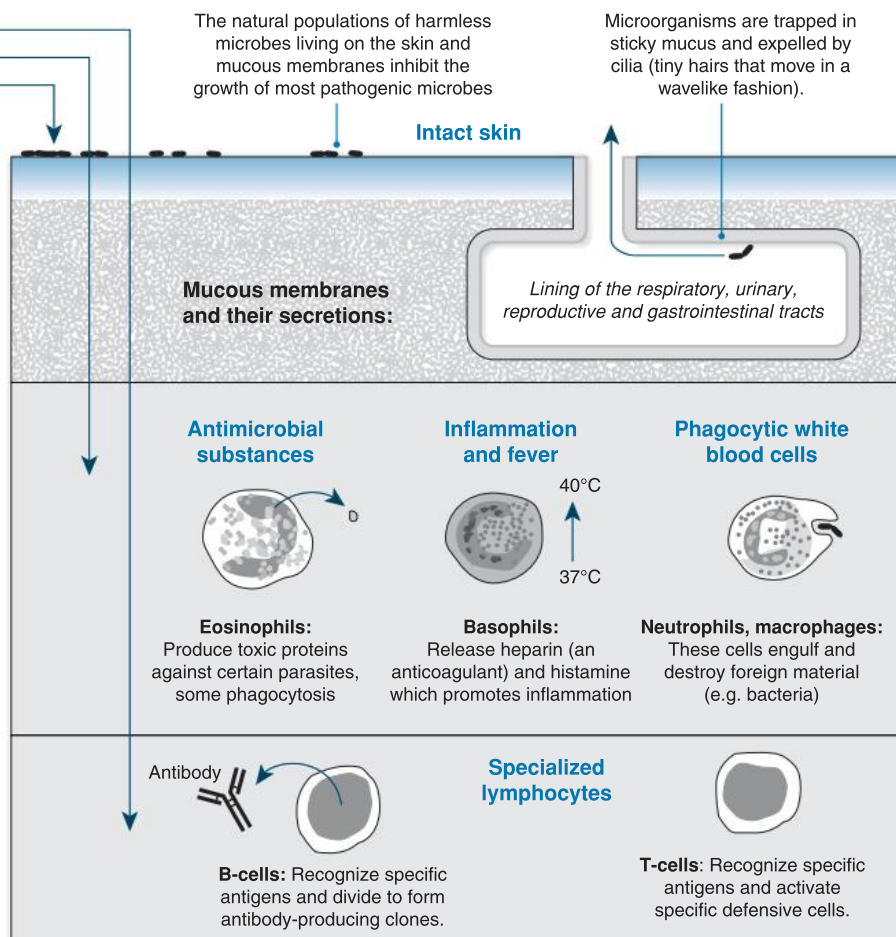 The natural populations of harmless
microbes living on the skin and
mucous membranes inhibit the
growth of most pathogenic microbes
Microorganisms are trapped in
sticky mucus and expelled by
cilia (tiny hairs that move in a
wavelike fashion).
Intact skin
Mucous membranes
and their secretions:
Lining of the respiratory, urinary,
reproductive and gastrointestinal tracts
Antimicrobial
substances
Inflammation
and fever
Phagocytic white
blood cells
40°C
37°C
Eosinophils:
Produce toxic proteins
against certain parasites,
some phagocytosis
Basophils:
Release heparin (an
anticoagulant) and histamine
which promotes inflammation
Neutrophils, macrophages:
These cells engulf and
destroy foreign material
(e.g. bacteria)
Antibody
Specialized
lymphocytes
B-cells: Recognize specific
antigens and divide to form
antibody-producing clones.
T-cells: Recognize specific
antigens and activate
specific defensive cells.